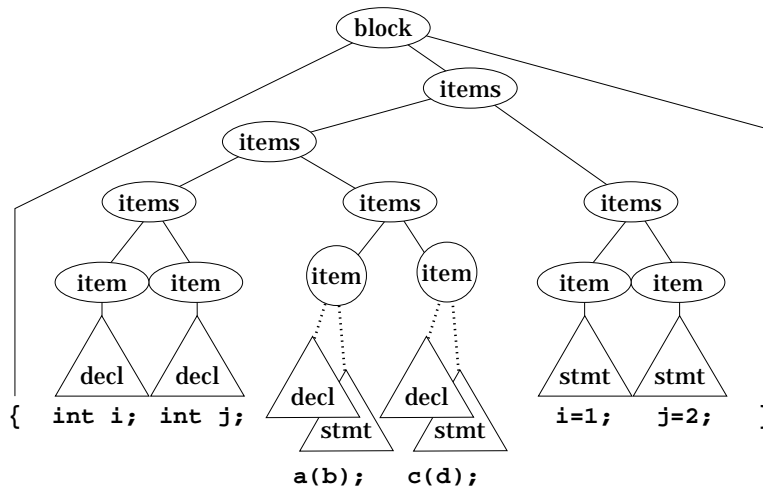 block
items
items
items items items
item item item item item item
decl decl decl stmt decl stmt stmt stmt
{ int i; int j; a(b); c(d); i=1; j=2; }